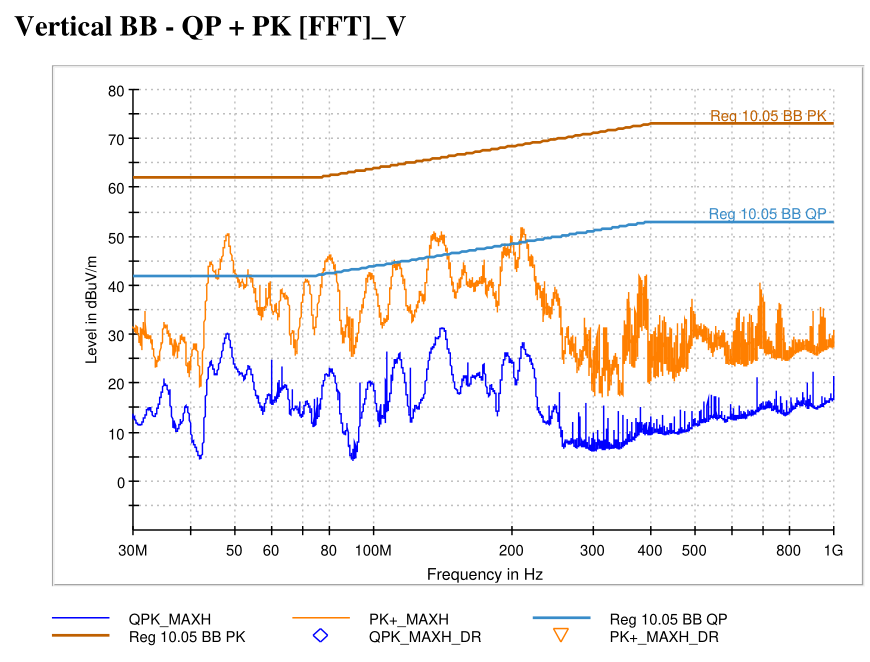 Vertical BB - QP + PK [FFT]_V
80
Reg 10.05 BB PK
70
60
Reg 10.05 BB QP
50
40
Level in dBuV/m
30
20
10
0
30M 50 60 80 100M 200 300 400 500 800 1G
Frequency in Hz
QPK_MAXH PK+_MAXH Reg 10.05 BB QP
Reg 10.05 BB PK QPK_MAXH_DR PK+_MAXH_DR